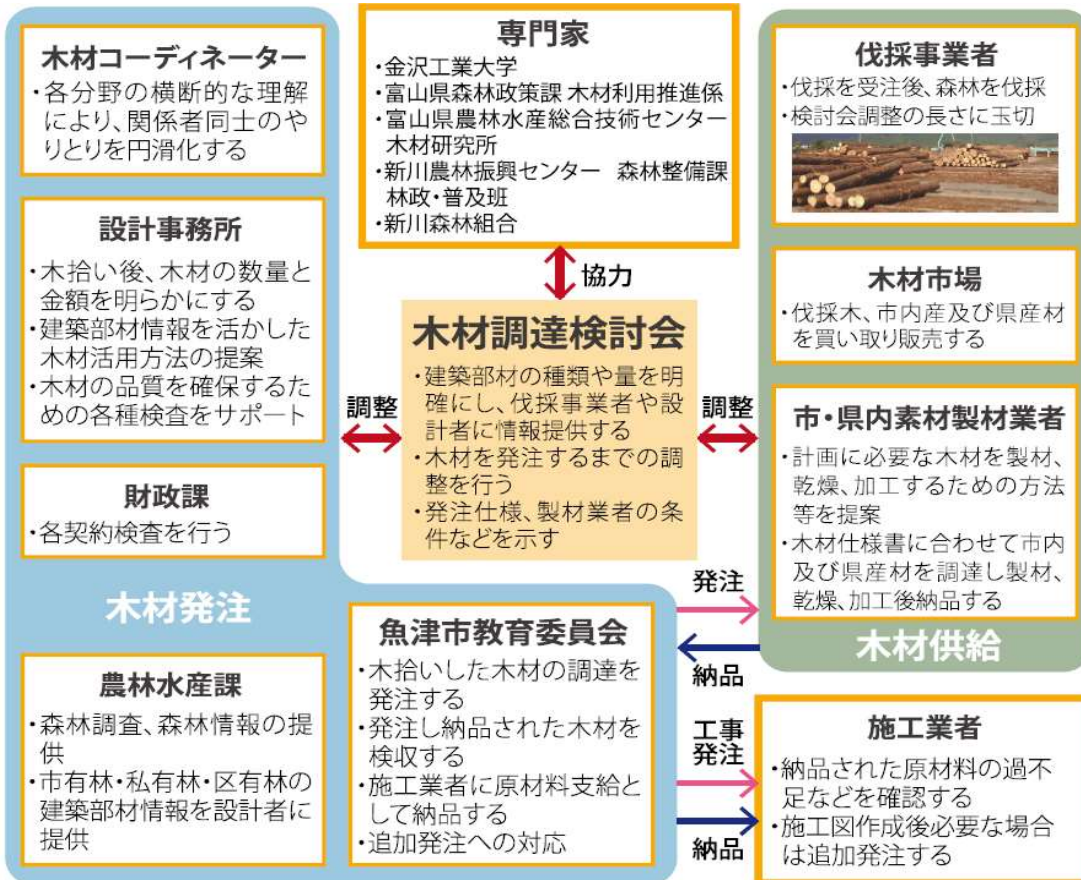 木材コーディネーター
・各分野の横断的な理解
により、関係者同士のや
りとりを円滑化する
設計事務所
・木拾い後、木材の数量と
金額を明らかにする
・建築部材情報を活かした
木材活用方法の提案
・木材の品質を確保するた
めの各種検査をサポート
財政課
・各契約検査を行う
木材発注
農林水産課
・森林調査、森林情報の提
供
・市有林・私有林・区有林の
建築部材情報を設計者に
提供
専門家
・金沢工業大学
・富山県森林政策課 木材利用推進係
・富山県農林水産総合技術センター
木材研究所
・新川農林振興センター 森林整備課
林政・普及班
・新川森林組合
協力
木材調達検討会
・建築部材の種類や量を明
確にし、伐採事業者や設
計者に情報提供する
・木材を発注するまでの調
整を行う
・発注仕様、製材業者の条
件などを示す
調整
調整
魚津市教育委員会
・木拾いした木材の調達を
発注する
・発注し納品された木材を
検収する
・施工業者に原材料支給と
して納品する
・追加発注への対応
発注
納品
工事
発注
納品
伐採事業者
・伐採を受注後、森林を伐採
・検討会調整の長さに玉切
木材市場
・伐採木、市内産及び県産材
を買い取り販売する
市・県内素材製材業者
・計画に必要な木材を製材、
乾燥、加工するための方法
等を提案
・木材仕様書に合わせて市内
及び県産材を調達し製材、
乾燥、加工後納品する
木材供給
施工業者
・納品された原材料の過不
足などを確認する
・施工図作成後必要な場合
は追加発注する